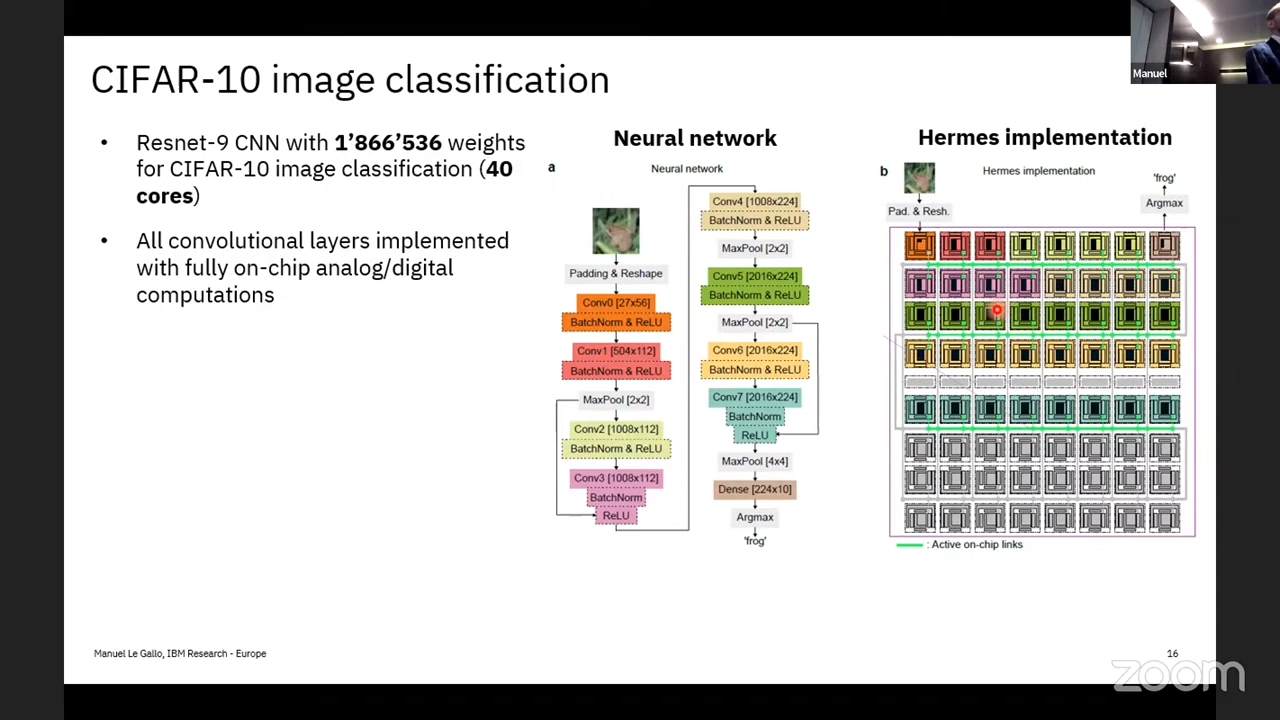 Manuel
CIFAR-10 image classification
• Resnet-9 CNN with 1’866’536 weights
for CIFAR-10 image classification (40
cores)
• All convolutional layers implemented
with fully on-chip analog/digital
computations
Neural network
a Neural network
Padding & Reshape
Conv0 [27x56]
BatchNorm & ReLU
Conv1 [504x112]
BatchNorm & ReLU
MaxPool [2x2]
Conv2 [1008x112]
BatchNorm & ReLU
Conv3 [1008x112]
BatchNorm
ReLU
Conv4 [1008x224]
BatchNorm & ReLU
MaxPool [2x2]
Conv5 [2016x224]
BatchNorm & ReLU
MaxPool [2x2]
Conv6 [2016x224]
BatchNorm & ReLU
Conv7 [2016x224]
BatchNorm
ReLU
MaxPool [4x4]
Dense [224x10]
Argmax
'frog'
Hermes implementation
b Hermes implementation
Pad. & Resh.
'frog'
Argmax
: Active on-chip links
Manuel Le Gallo, IBM Research - Europe
16
zoom